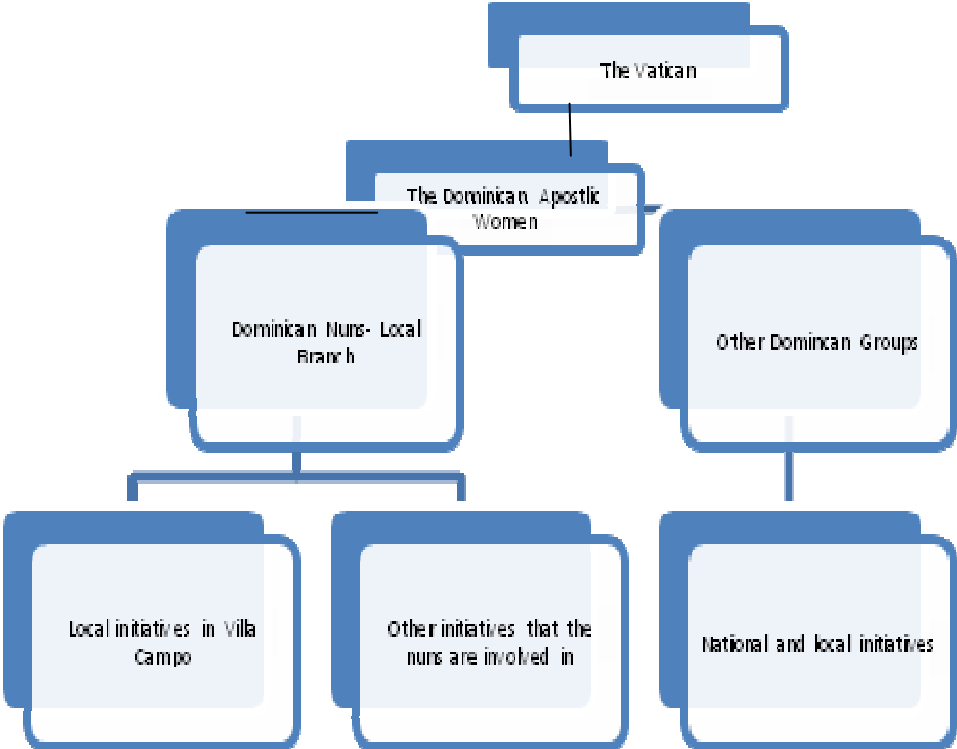 The Vatican
The Dominican Apostlic
Women
Dominican Nuns- Local
Branch
Other Domincan Groups
Local initiatives in Villa
Campo
Other initiatives that the
nuns are involved in
National and local initiatives